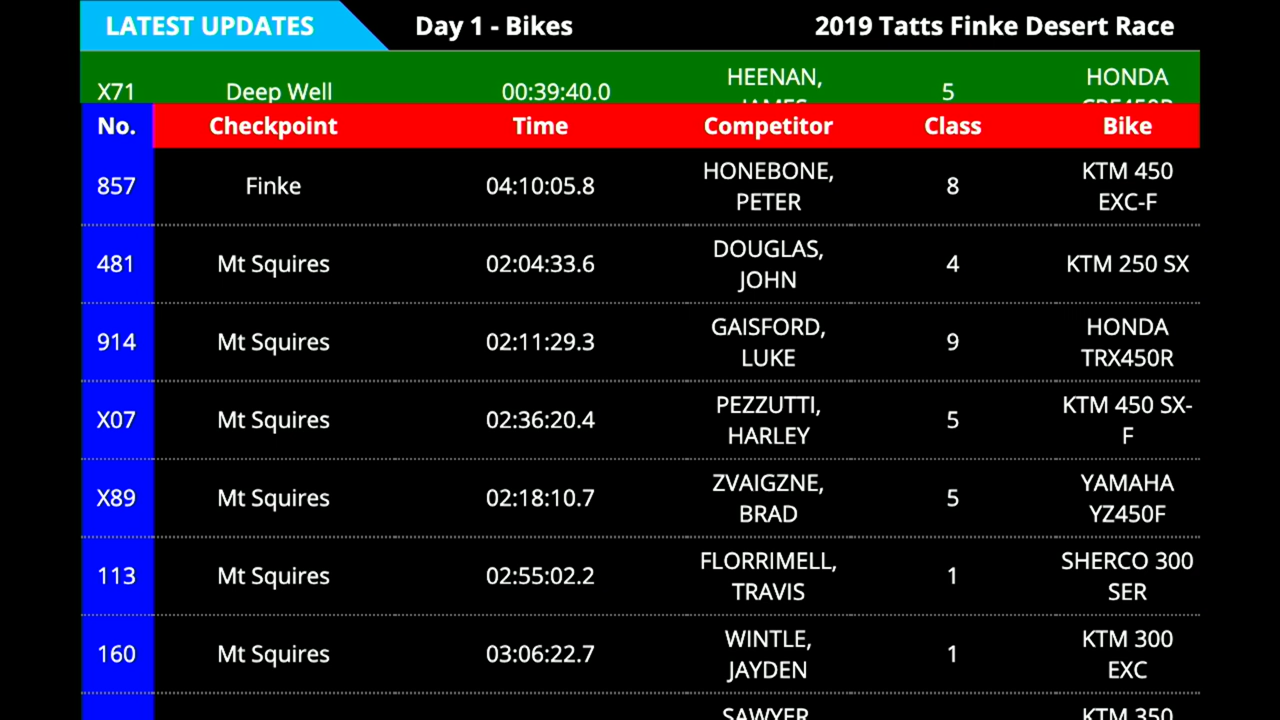 LATEST UPDATES Day 1 - Bikes 2019 Tatts Finke Desert Race
X71 Deep Well 00:39:40.0 HEENAN, 5 HONDA
No. Checkpoint Time Competitor Class Bike
857 Finke 04:10:05.8 HONEBONE, PETER 8 KTM 450 EXC-F
481 Mt Squires 02:04:33.6 DOUGLAS, JOHN 4 KTM 250 SX
914 Mt Squires 02:11:29.3 GAISFORD, LUKE 9 HONDA TRX450R
X07 Mt Squires 02:36:20.4 PEZZUTTI, HARLEY 5 KTM 450 SX-F
X89 Mt Squires 02:18:10.7 ZVAIGZNE, BRAD 5 YAMAHA YZ450F
113 Mt Squires 02:55:02.2 FLORRIMELL, TRAVIS 1 SHERCO 300 SER
160 Mt Squires 03:06:22.7 WINTLE, JAYDEN 1 KTM 300 EXC
SAWYER KTM 350